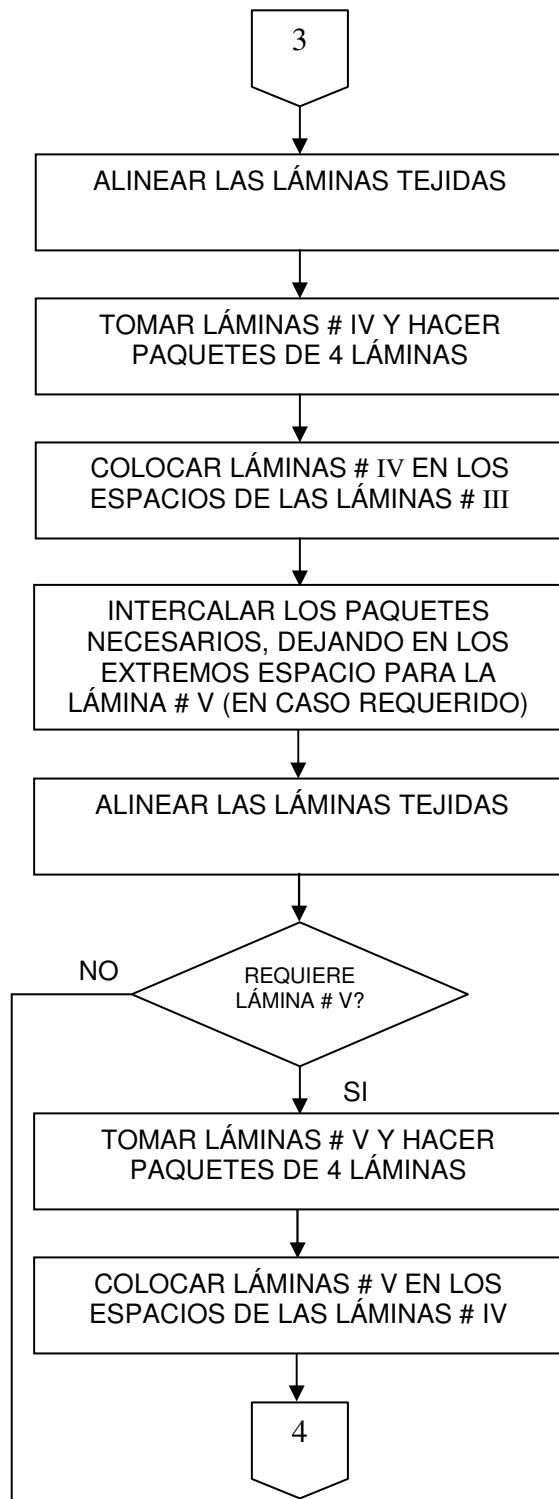 3
ALINEAR LAS LÁMINAS TEJIDAS
TOMAR LÁMINAS # IV Y HACER
PAQUETES DE 4 LÁMINAS
COLOCAR LÁMINAS # IV EN LOS
ESPACIOS DE LAS LÁMINAS # III
INTERCALAR LOS PAQUETES
NECESARIOS, DEJANDO EN LOS
EXTREMOS ESPACIO PARA LA
LÁMINA # V (EN CASO REQUERIDO)
ALINEAR LAS LÁMINAS TEJIDAS
NO
REQUIERE
LÁMINA # V?
SI
TOMAR LÁMINAS # V Y HACER
PAQUETES DE 4 LÁMINAS
COLOCAR LÁMINAS # V EN LOS
ESPACIOS DE LAS LÁMINAS # IV
4